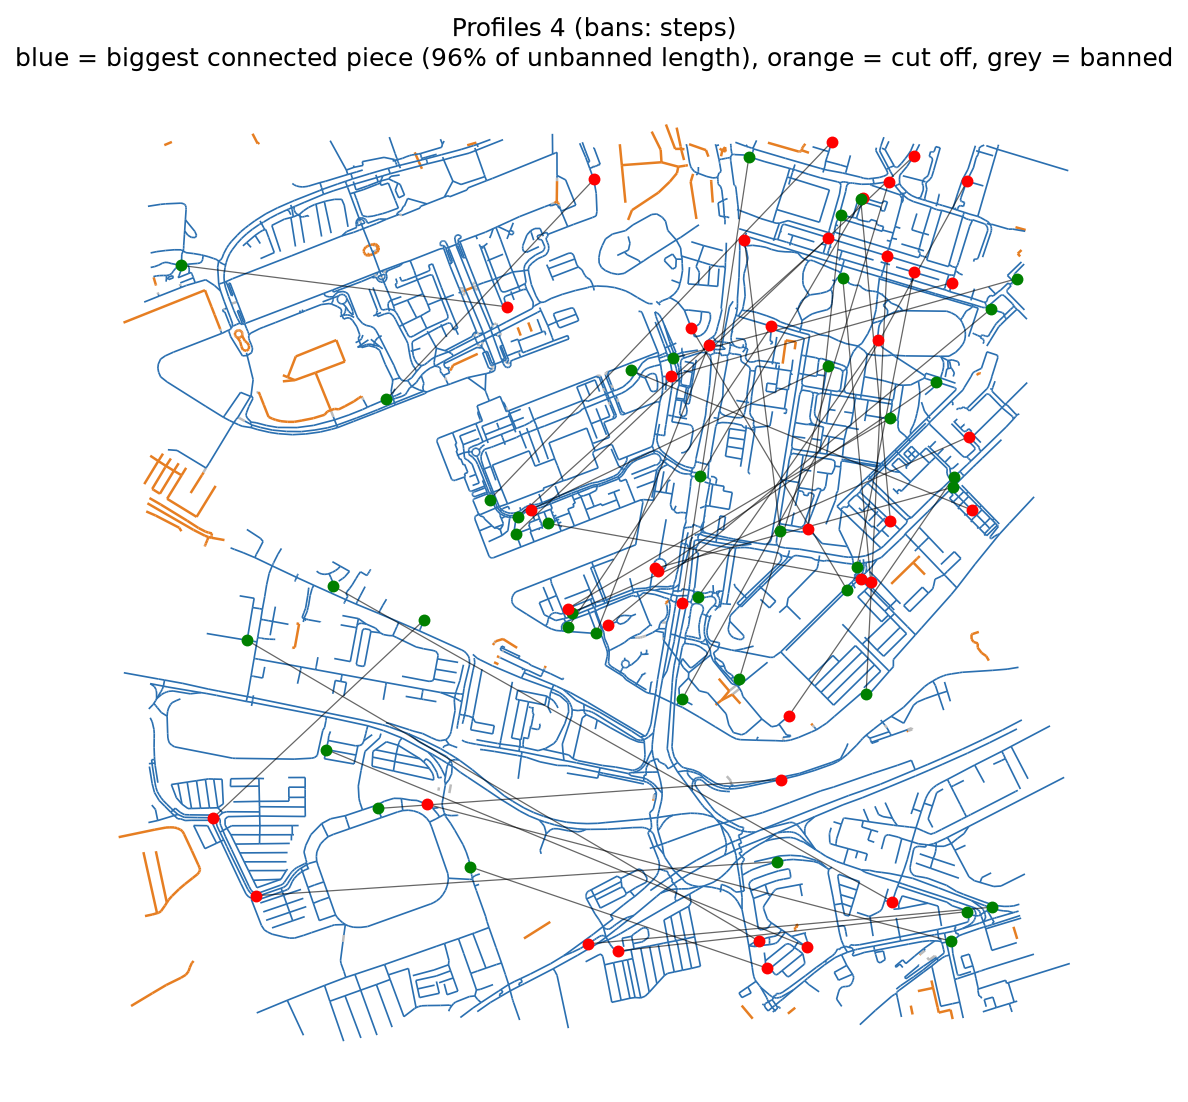 Profiles 4 (bans: steps)
blue = biggest connected piece (96% of unbanned length), orange = cut off, grey = banned